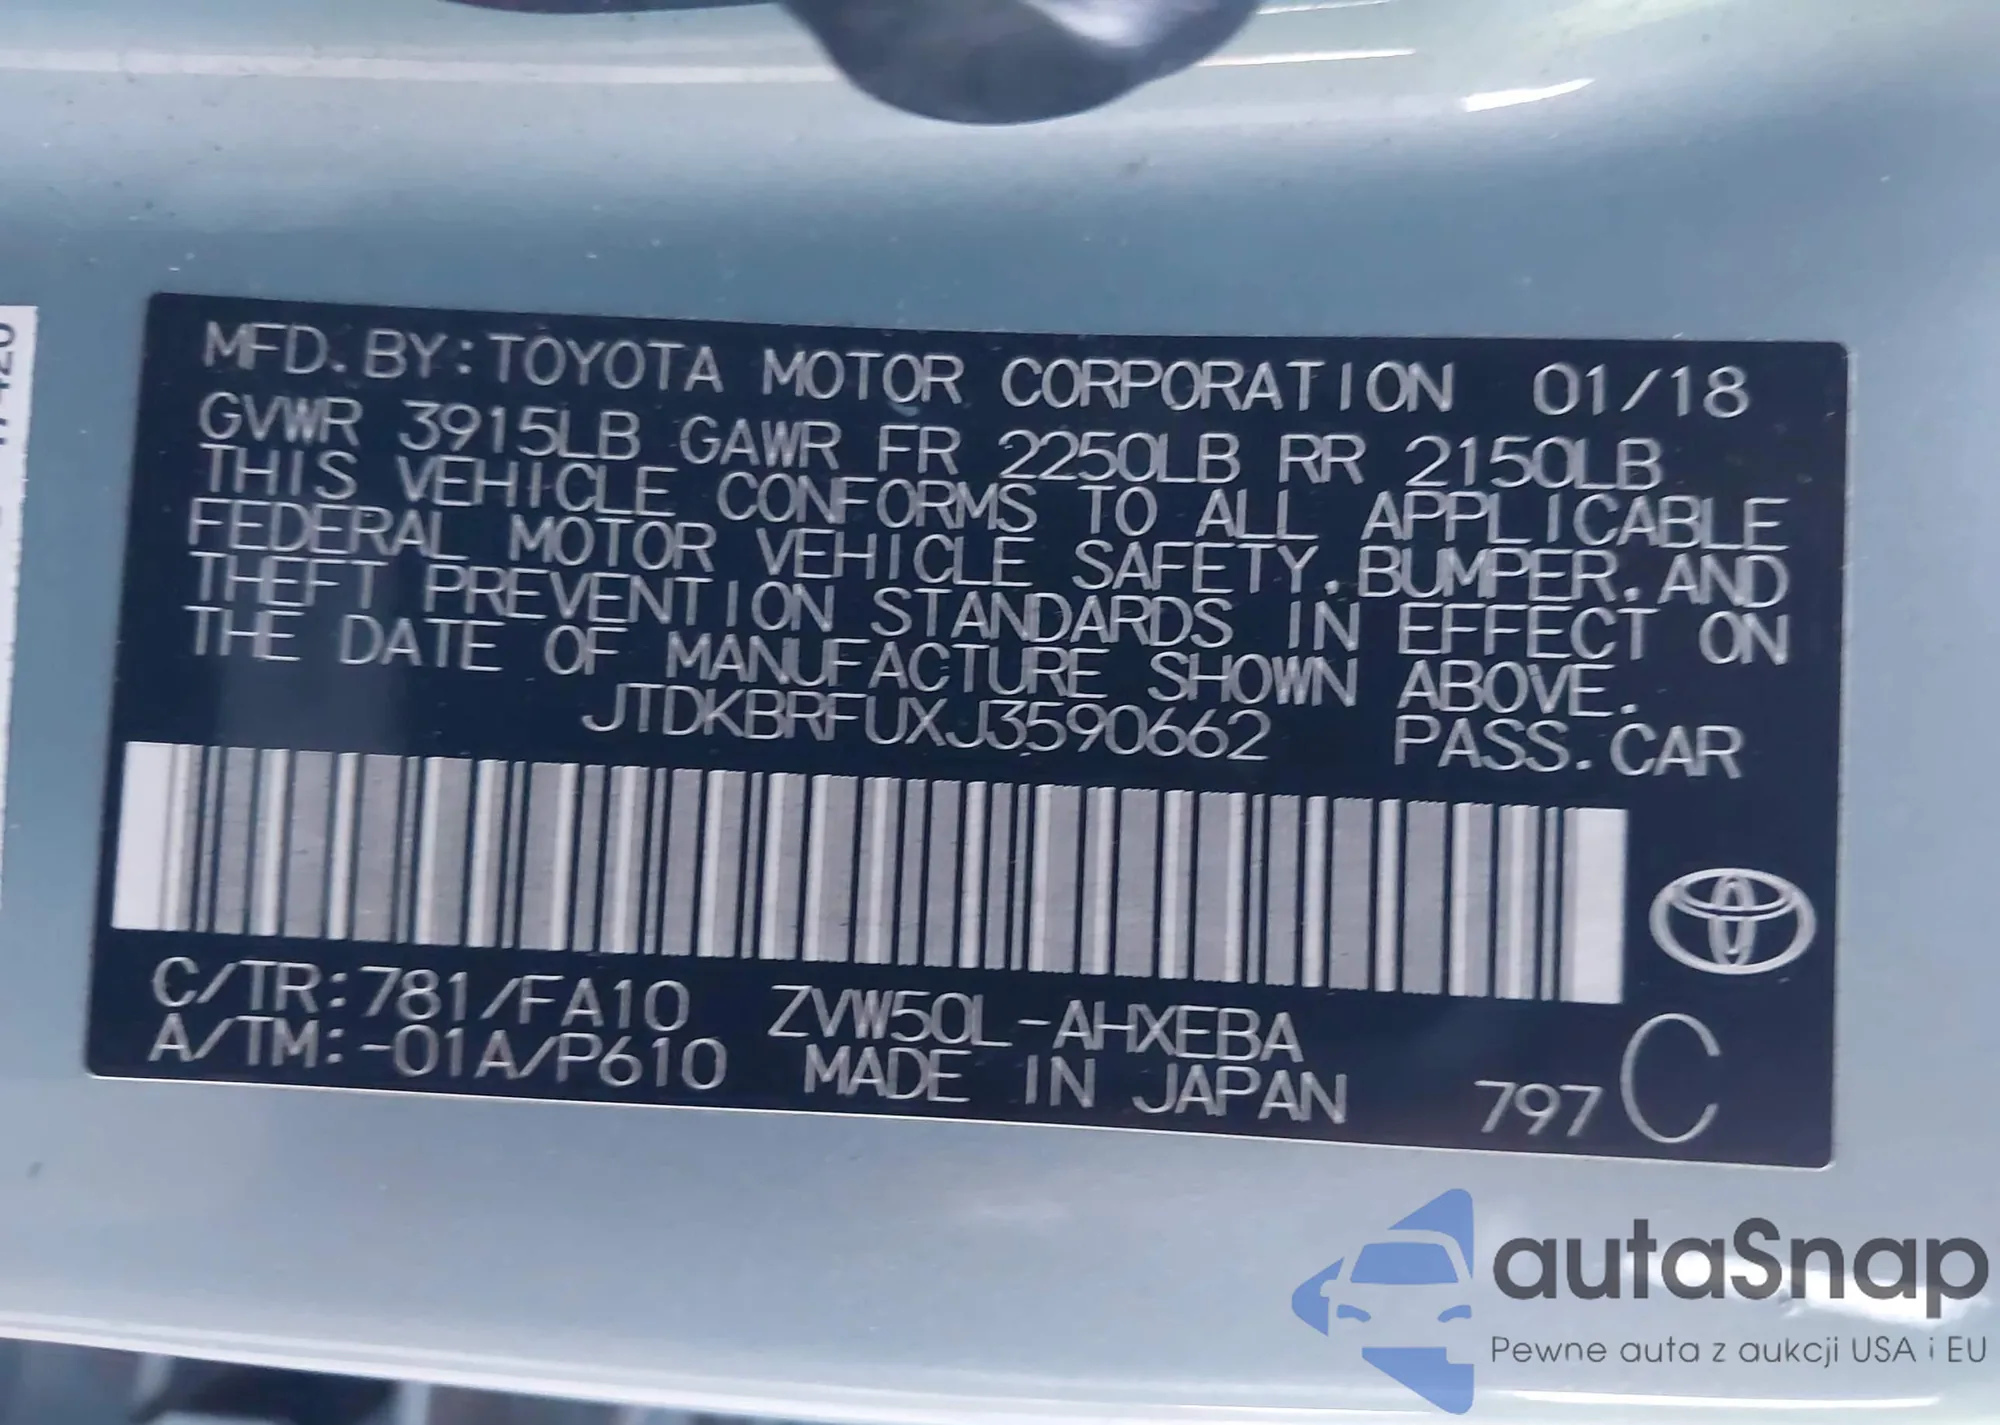 MFD. BY: TOYOTA MOTOR CORPORATION 01/18
GVWR 3915LB GAWR FR 2250LB RR 2150LB
THIS VEHICLE CONFORMS TO ALL APPLICABLE
FEDERAL MOTOR VEHICLE SAFETY, BUMPER, AND
THEFT PREVENTION STANDARDS IN EFFECT ON
THE DATE OF MANUFACTURE SHOWN ABOVE.
JTDKBRFUXJ3590662 PASS. CAR
C/TR: 781/FA10 ZVW50L-AHXEBA
A/TM: -01A/P610 MADE IN JAPAN 797 C
autaSnap
Pewne auta z aukcji USA i EU